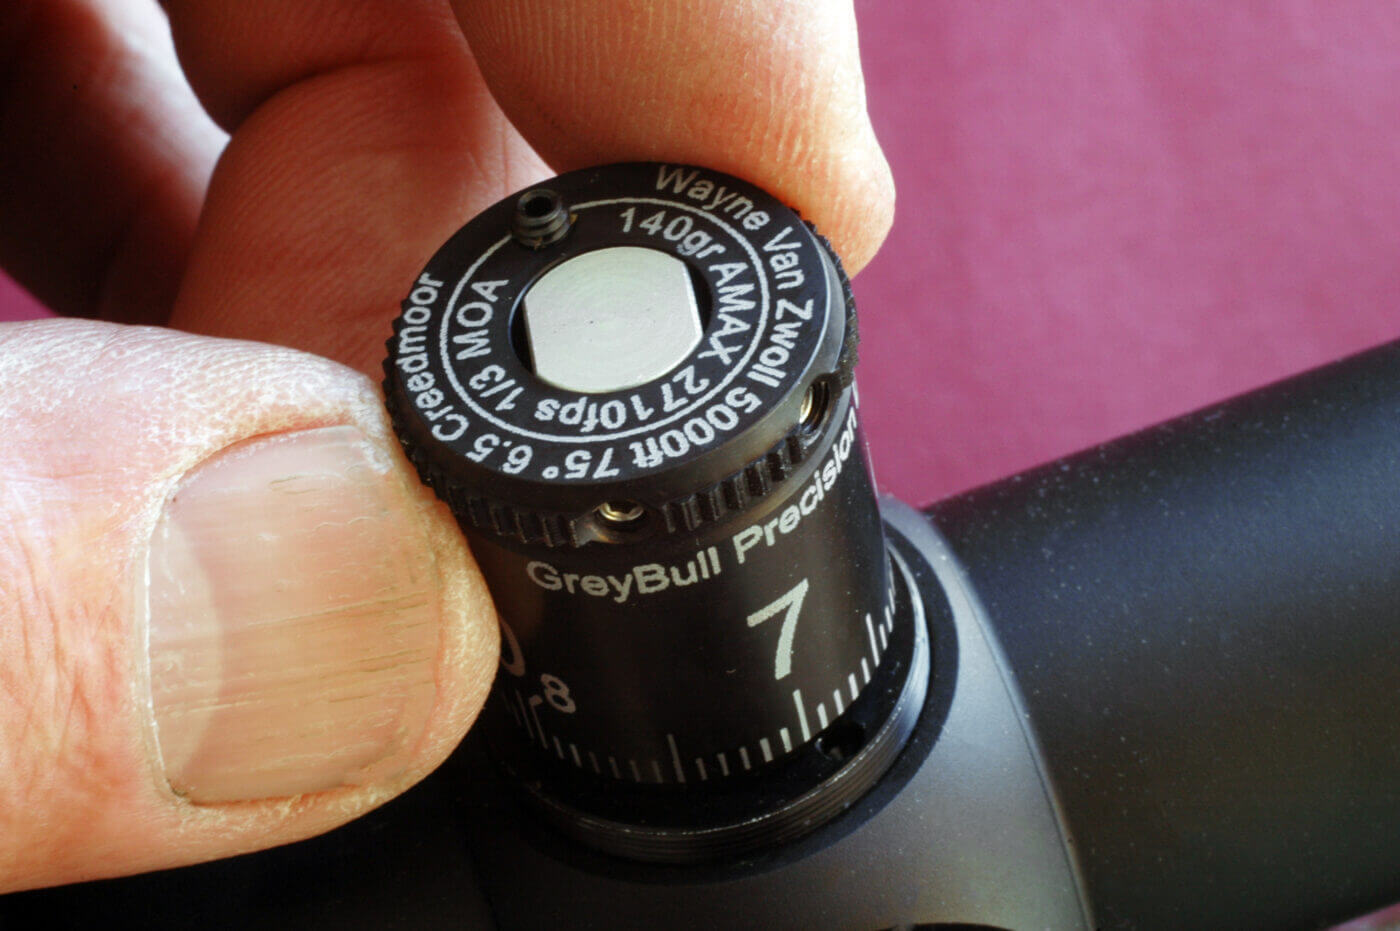 Wayne Van Zwoll 5000ft 75° 6.5 Creedmoor
140gr AMAX 2710fps 1/3 MOA
GreyBull Precision
7
8